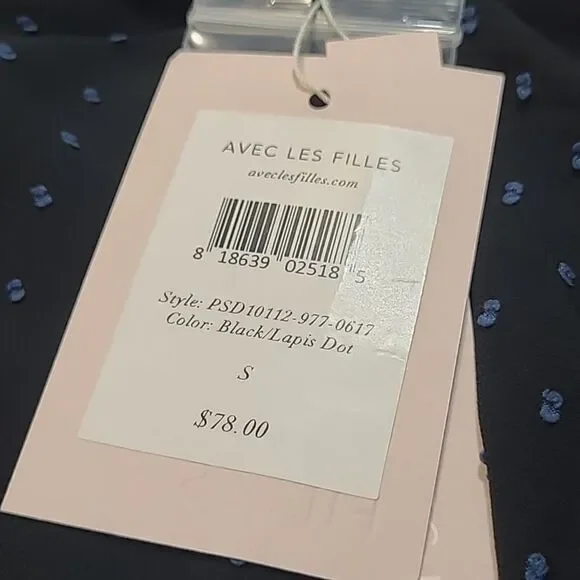 AVEC LES FILLES
aveclesfilles.com
8 18639 02518 5
Style: PSD10112-977-0617
Color: Black/Lapis Dot
S
$78.00